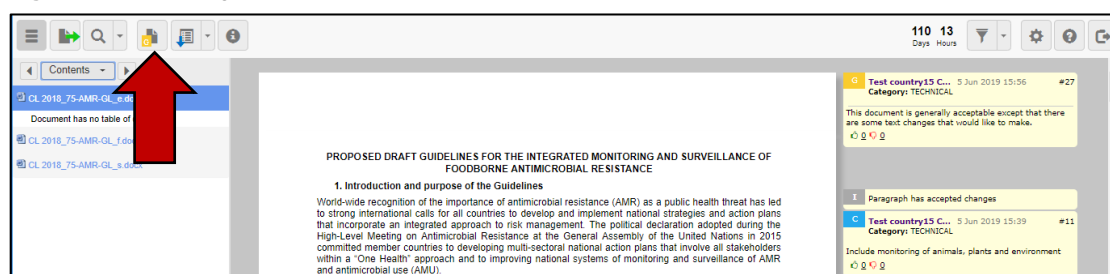 110 13
Days Hours
Contents
CL 2018_75-AMR-GL_e.do
Document has no table of
CL 2018_75-AMR-GL_f.do
CL 2018_75-AMR-GL_s.docx
PROPOSED DRAFT GUIDELINES FOR THE INTEGRATED MONITORING AND SURVEILLANCE OF
FOODBORNE ANTIMICROBIAL RESISTANCE
1. Introduction and purpose of the Guidelines
World-wide recognition of the importance of antimicrobial resistance (AMR) as a public health threat has led
to strong international calls for all countries to develop and implement national strategies and action plans
that incorporate an integrated approach to risk management. The political declaration adopted during the
High-Level Meeting on Antimicrobial Resistance at the General Assembly of the United Nations in 2015
committed member countries to developing multi-sectoral national action plans that involve all stakeholders
within a "One Health" approach and to improving national systems of monitoring and surveillance of AMR
and antimicrobial use (AMU).
G Test country15 C... 5 Jun 2019 15:56 #27
Category: TECHNICAL
This document is generally acceptable except that there
are some text changes that would like to make.
0 0
I Paragraph has accepted changes
C Test country15 C... 5 Jun 2019 15:39 #11
Category: TECHNICAL
Include monitoring of animals, plants and environment
0 0